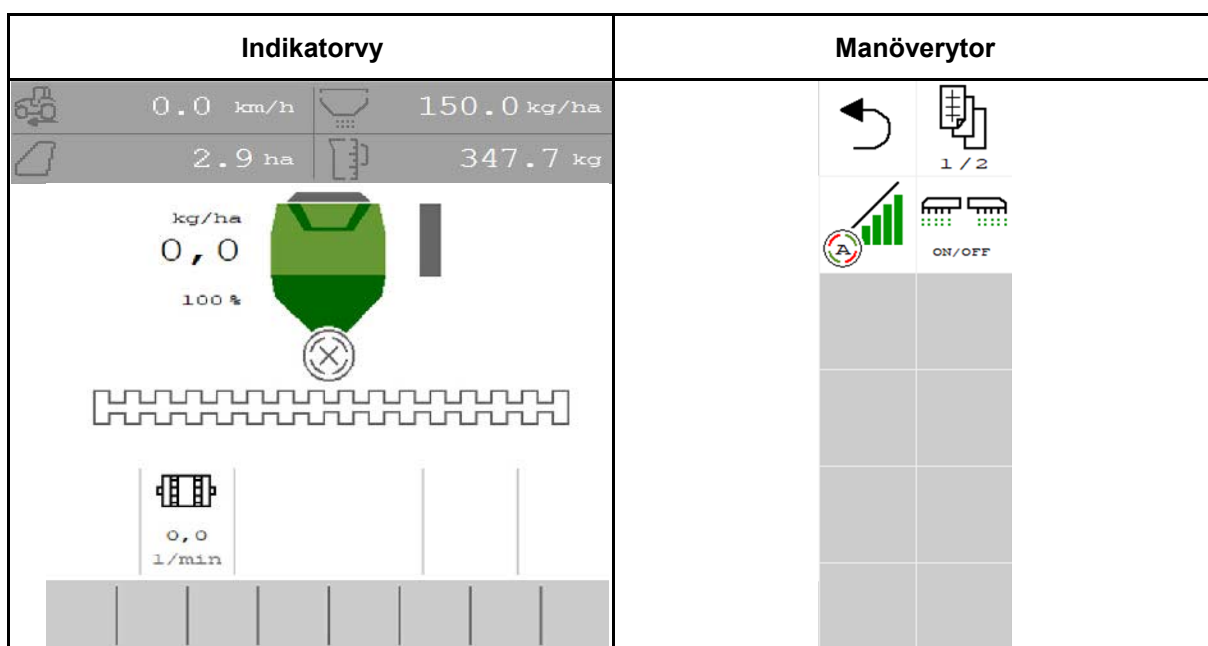 Indikatorvy
Manöverytor
0.0 km/h
150.0 kg/ha
2.9 ha
347.7 kg
1/2
kg/ha
0,0
100 %
A
ON/OFF
0,0
1/min